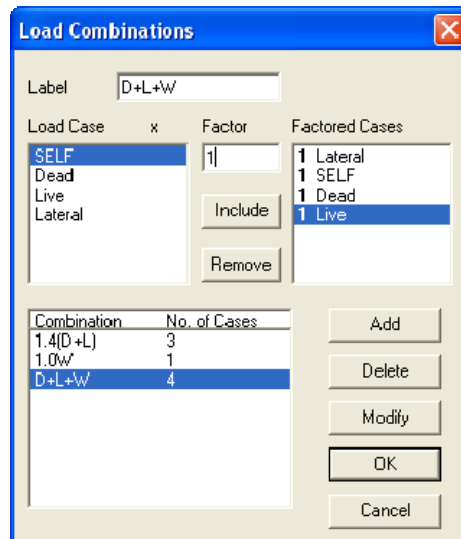 Load Combinations
Label D+L+W
Load Case x Factor Factored Cases
SELF
Dead
Live
Lateral
1
Include
Remove
1 Lateral
1 SELF
1 Dead
1 Live
Combination No. of Cases
1.4(D+L) 3
1.0W 1
D+L+W 4
Add
Delete
Modify
OK
Cancel